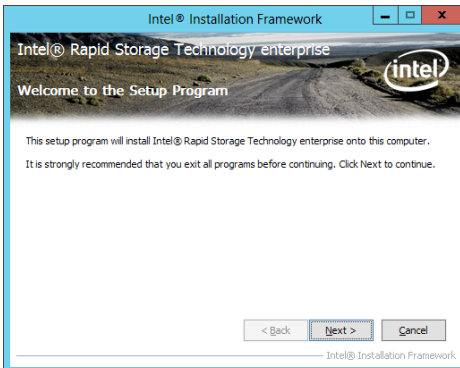 Intel® Installation Framework
Intel® Rapid Storage Technology enterprise
intel
Welcome to the Setup Program
This setup program will install Intel® Rapid Storage Technology enterprise onto this computer.
It is strongly recommended that you exit all programs before continuing. Click Next to continue.
< Back Next > Cancel
Intel® Installation Framework